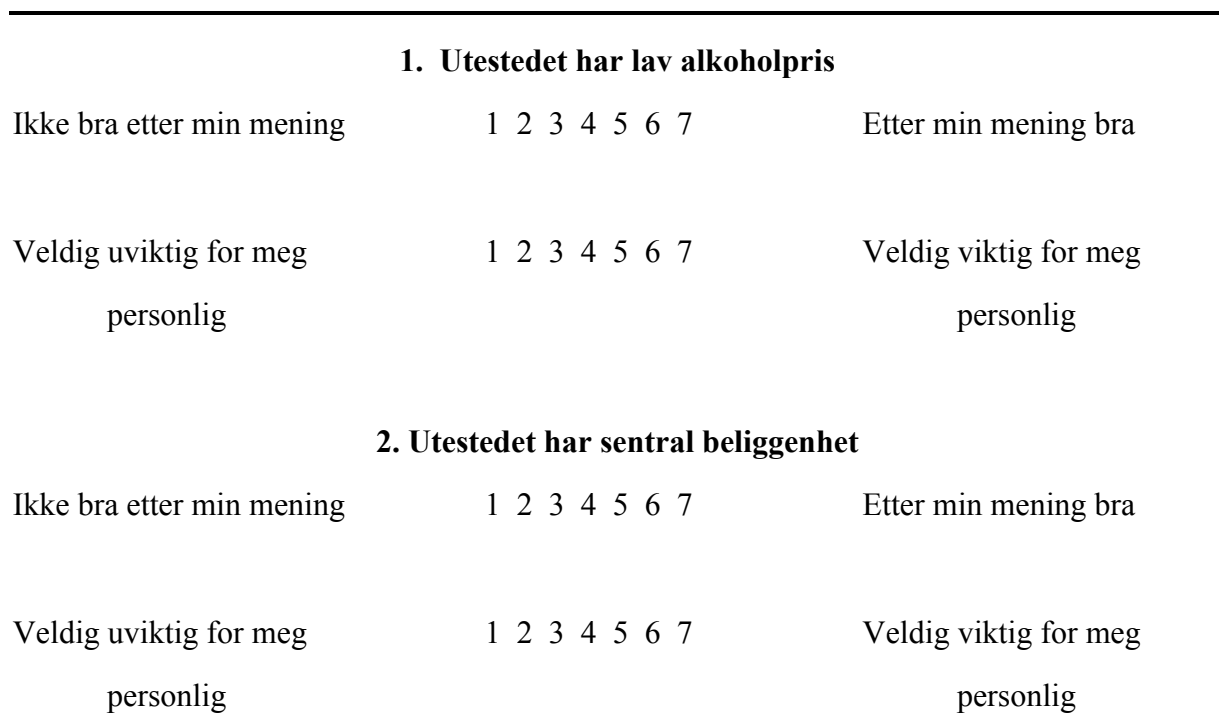 1. Utestedet har lav alkoholpris
Ikke bra etter min mening 1 2 3 4 5 6 7 Etter min mening bra
Veldig uviktig for meg 1 2 3 4 5 6 7 Veldig viktig for meg
personlig personlig
2. Utestedet har sentral beliggenhet
Ikke bra etter min mening 1 2 3 4 5 6 7 Etter min mening bra
Veldig uviktig for meg 1 2 3 4 5 6 7 Veldig viktig for meg
personlig personlig